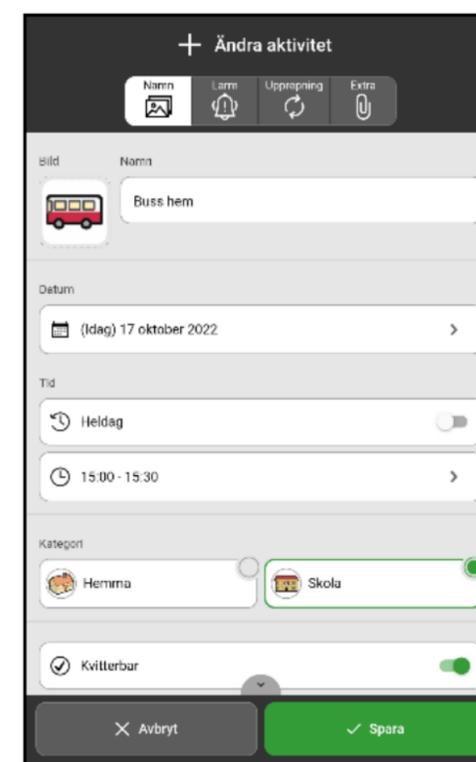 Ändra aktivitet
Namn Larm Upprepning Extra
Bild Namn
Buss hem
Datum
(Idag) 17 oktober 2022
Tid
Heldag
15:00 - 15:30
Kategori
Hemma Skola
Kvitterbar
Avbryt Spara